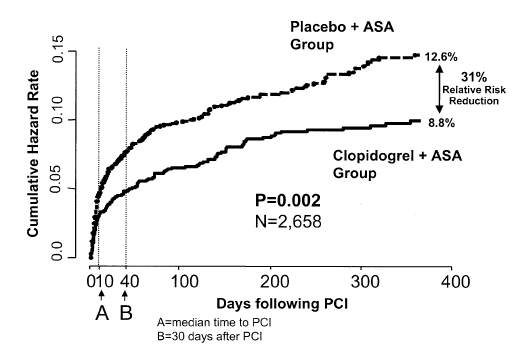 Placebo + ASA
Group
12.6%
31%
Relative Risk
Reduction
8.8%
Clopidogrel + ASA
Group
P=0.002
N=2,658
Cumulative Hazard Rate
0.15
0.10
0.05
0.0
0 10 40 100 200 300 400
A B
Days following PCI
A=median time to PCI
B=30 days after PCI